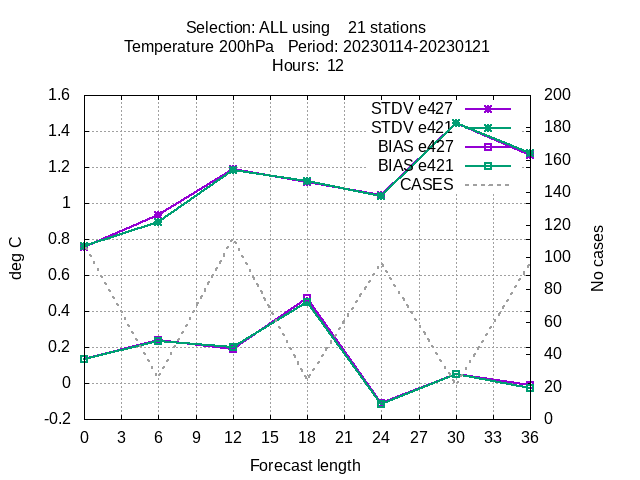 Selection: ALL using    21 stations
Temperature 200hPa   Period: 20230114-20230121
Hours:  12
1.6
1.4
1.2
1
0.8
0.6
0.4
0.2
0
-0.2
deg C
STDV e427
STDV e421
BIAS e427
BIAS e421
CASES
200
180
160
140
120
100
80
60
40
20
0
No cases
0 3 6 9 12 15 18 21 24 27 30 33 36
Forecast length